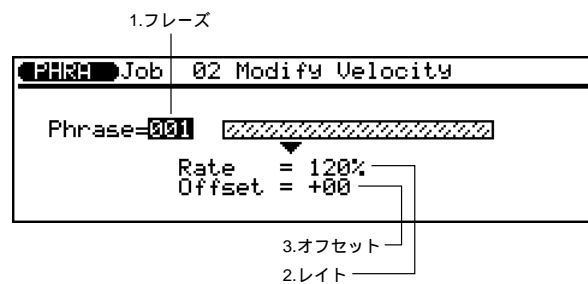 1.フレーズ
PHRA Job 02 Modify Velocity
Phrase=001
Rate = 120%
Offset = +00
3.オフセット
2.レイト